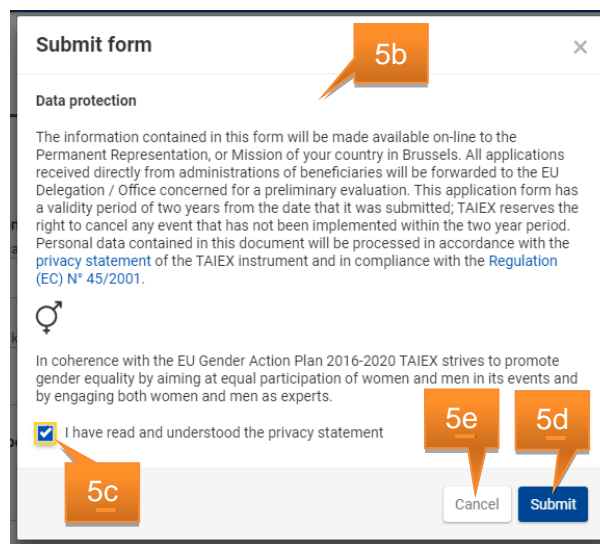 Submit form
5b
Data protection
The information contained in this form will be made available on-line to the
Permanent Representation, or Mission of your country in Brussels. All applications
received directly from administrations of beneficiaries will be forwarded to the EU
Delegation / Office concerned for a preliminary evaluation. This application form has
a validity period of two years from the date that it was submitted; TAIEX reserves the
right to cancel any event that has not been implemented within the two year period.
Personal data contained in this document will be processed in accordance with the
privacy statement of the TAIEX instrument and in compliance with the Regulation
(EC) N° 45/2001.
In coherence with the EU Gender Action Plan 2016-2020 TAIEX strives to promote
gender equality by aiming at equal participation of women and men in its events and
by engaging both women and men as experts.
I have read and understood the privacy statement
5e
5d
5c
Cancel
Submit